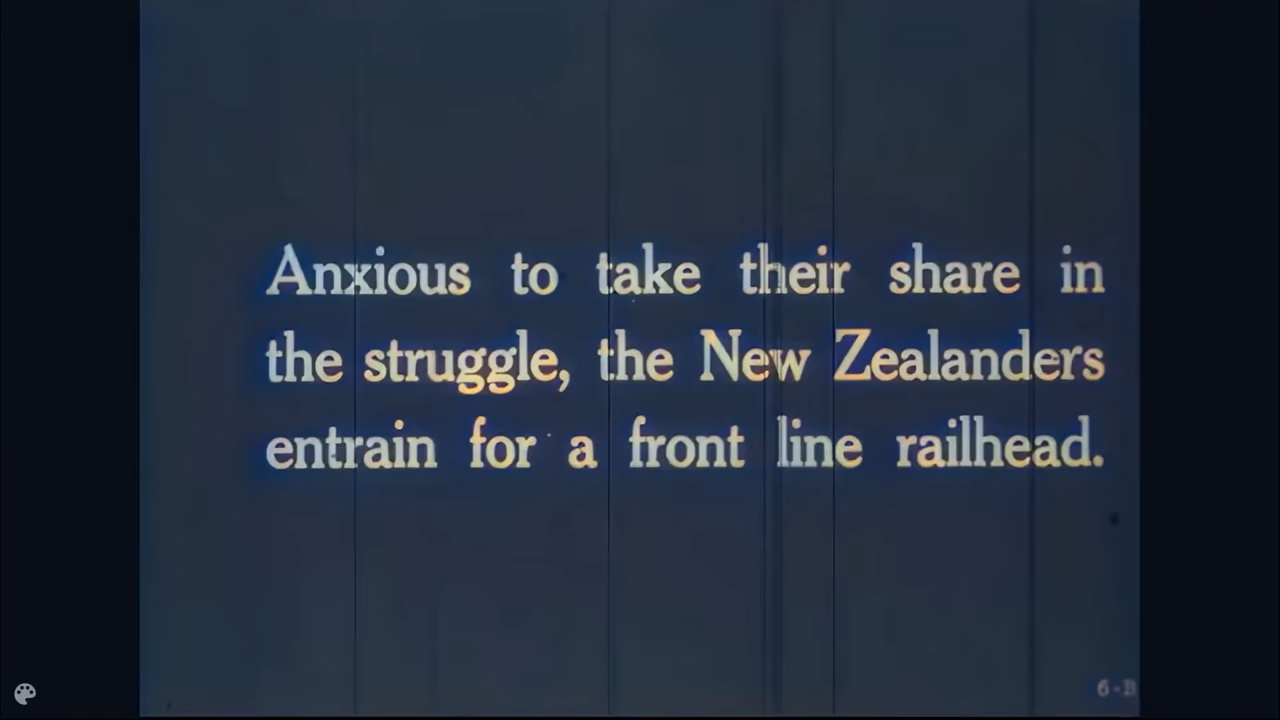 Anxious to take their share in
the struggle, the New Zealanders
entrain for a front line railhead.
6-B